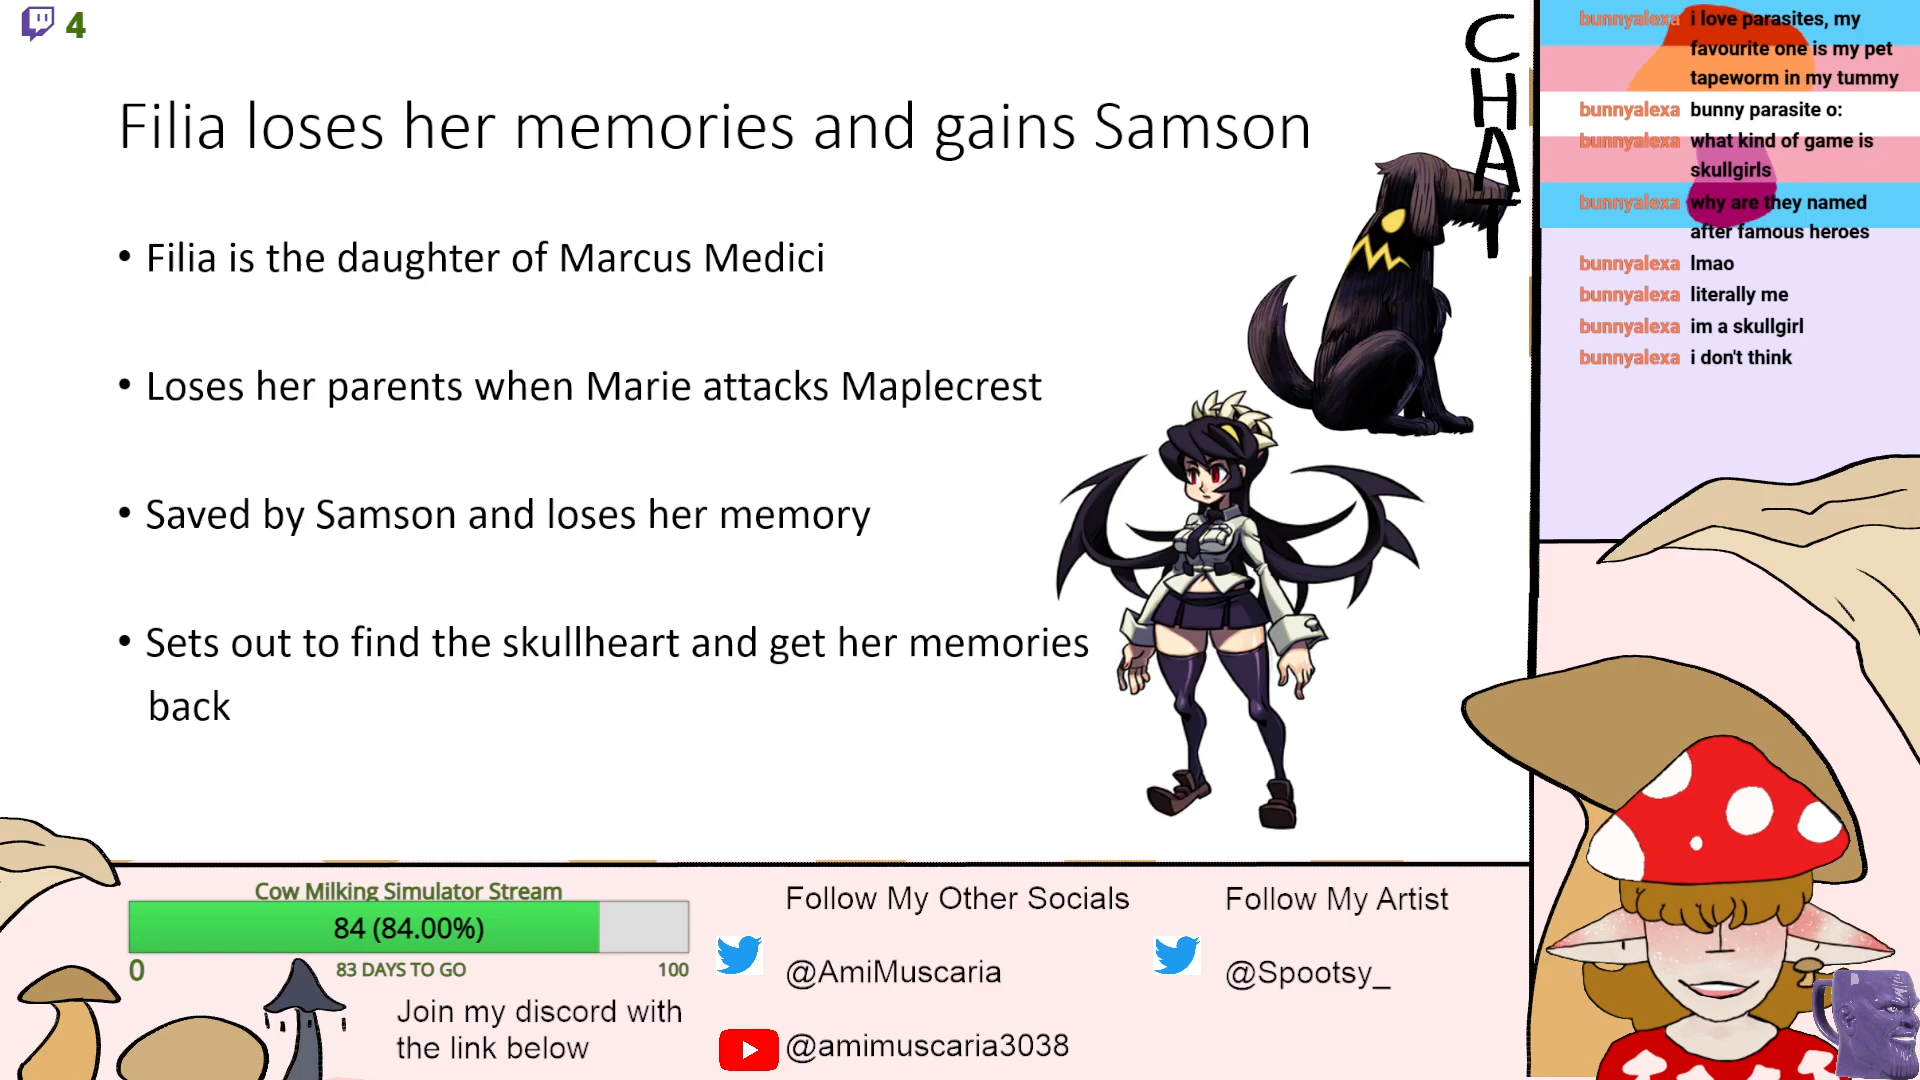 4
Filia loses her memories and gains Samson
• Filia is the daughter of Marcus Medici
• Loses her parents when Marie attacks Maplecrest
• Saved by Samson and loses her memory
• Sets out to find the skullheart and get her memories
back
CHAT
bunnyalexa i love parasites, my
favourite one is my pet
tapeworm in my tummy
bunnyalexa bunny parasite o:
bunnyalexa what kind of game is
skullgirls
bunnyalexa why are they named
after famous heroes
bunnyalexa lmao
bunnyalexa literally me
bunnyalexa im a skullgirl
bunnyalexa i don't think
Cow Milking Simulator Stream
84 (84.00%)
0 83 DAYS TO GO 100
Join my discord with
the link below
Follow My Other Socials
@AmiMuscaria
@amimuscaria3038
Follow My Artist
@Spootsy_